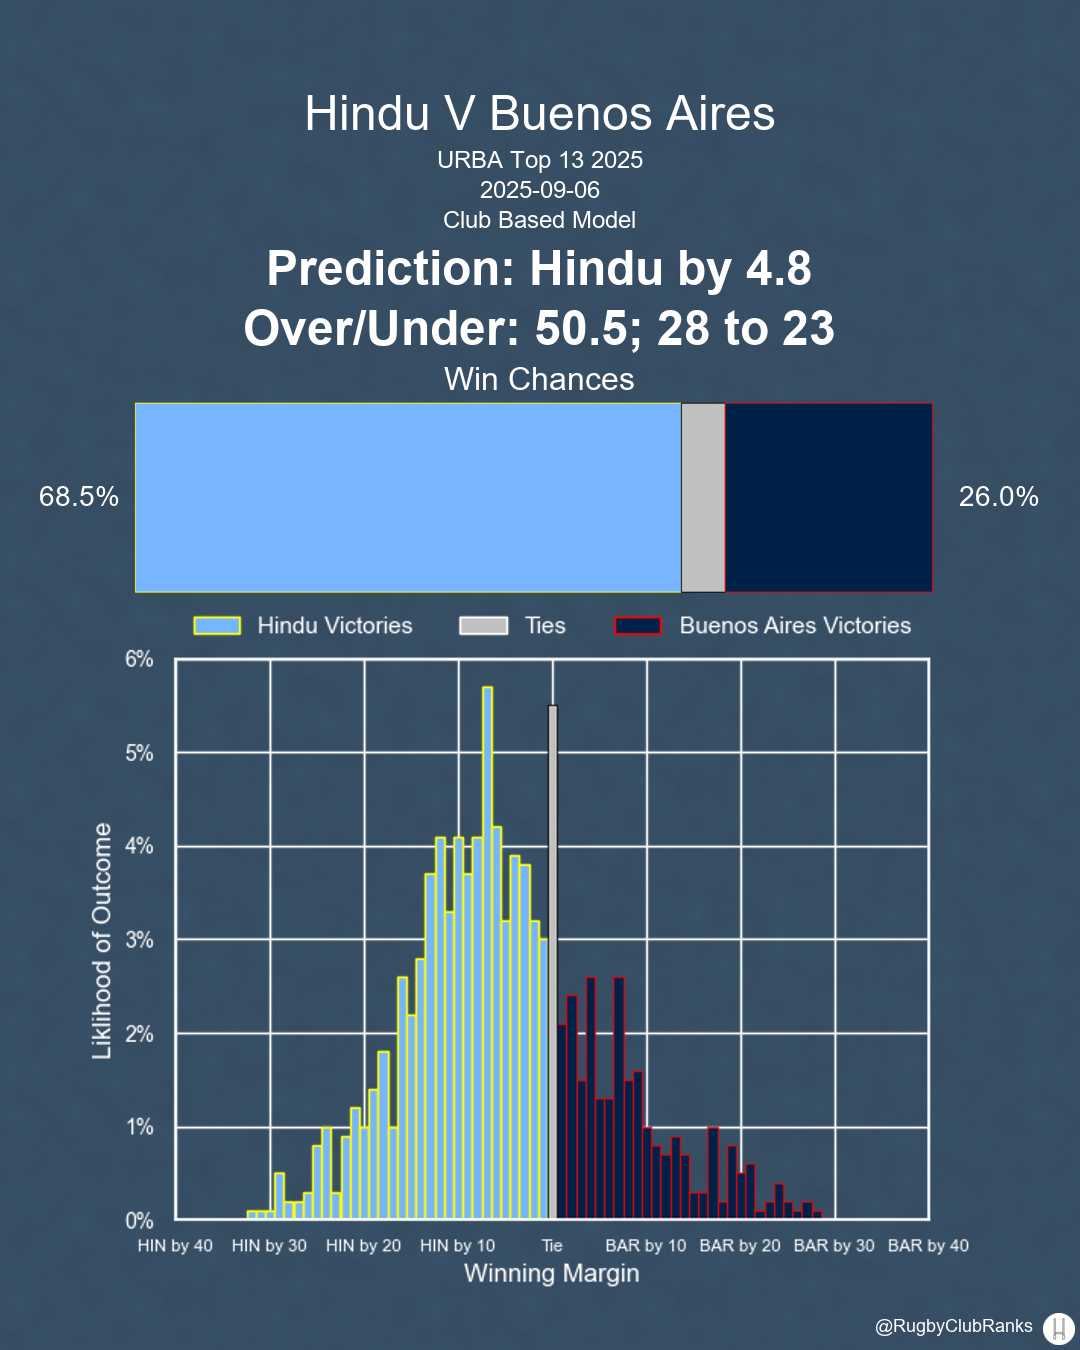 Hindu V Buenos Aires
URBA Top 13 2025
2025-09-06
Club Based Model
Prediction: Hindu by 4.8
Over/Under: 50.5; 28 to 23
Win Chances
68.5%
26.0%
Hindu Victories
Ties
Buenos Aires Victories
6%
5%
4%
3%
2%
1%
0%
Liklihood of Outcome
HIN by 40 HIN by 30 HIN by 20 HIN by 10 Tie BAR by 10 BAR by 20 BAR by 30 BAR by 40
Winning Margin
@RugbyClubRanks